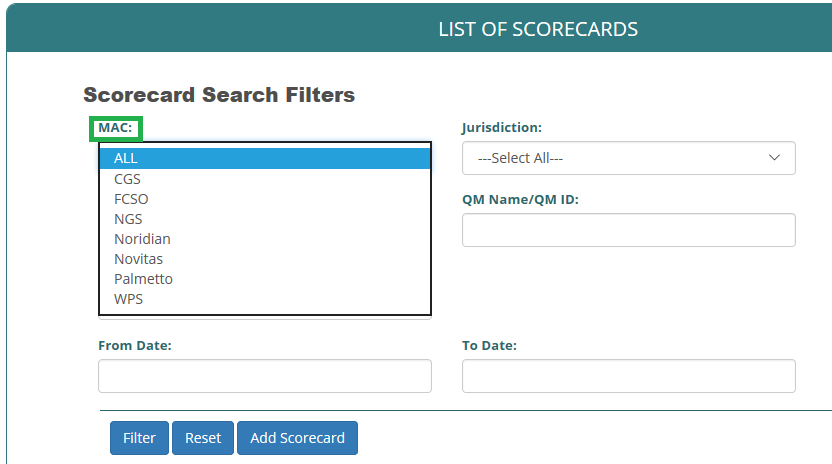 LIST OF SCORECARDS
Scorecard Search Filters
MAC:
ALL
CGS
FCSO
NGS
Noridian
Novitas
Palmetto
WPS
Jurisdiction:
---Select All---
QM Name/QM ID:
From Date:
To Date:
Filter
Reset
Add Scorecard